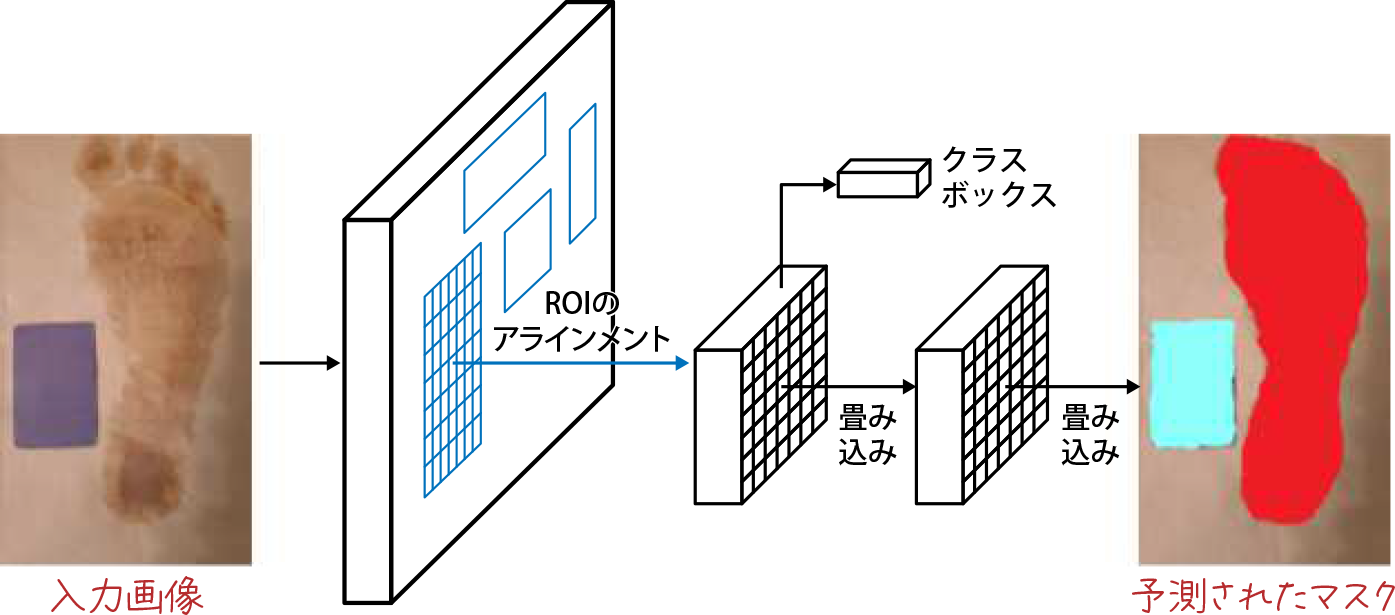 クラス
ボックス
ROIの
アラインメント
畳み
込み
畳み
込み
入力画像
予測されたマスク